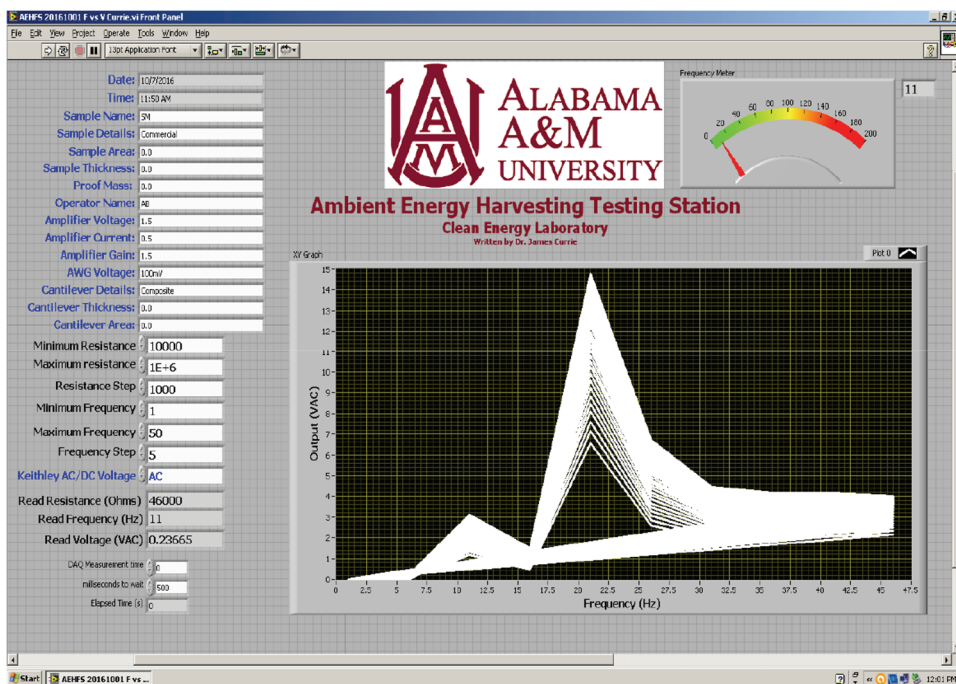 AEHFS 20161001 F vs V Currie.vi Front Panel
File Edit View Project Operate Tools Window Help
13pt Application Font
Date: 10/7/2016
Time: 11:50 AM
Sample Name: SM
Sample Details: Commercial
Sample Area: 0.0
Sample Thickness: 0.0
Proof Mass: 0.0
Operator Name: AB
Amplifier Voltage: 1.5
Amplifier Current: 0.5
Amplifier Gain: 1.5
AWG Voltage: 100mV
Cantilever Details: Composite
Cantilever Thickness: 0.0
Cantilever Area: 0.0
Minimum Resistance 10000
Maximum resistance 1E+6
Resistance Step 1000
Minimum Frequency 1
Maximum Frequency 50
Frequency Step 5
Keithley AC/DC Voltage AC
Read Resistance (Ohms) 46000
Read Frequency (Hz) 11
Read Voltage (VAC) 0.23665
DAQ Measurement time 0
miliseconds to wait 500
Elapsed Time (s) 0
AAMU
ALABAMA
A&M
UNIVERSITY
Frequency Meter
0 20 40 60 80 100 120 140 160 180 200
11
Ambient Energy Harvesting Testing Station
Clean Energy Laboratory
Written by Dr. James Currie
XY Graph
Plot 0
15
14
13
12
11
10
9
8
7
6
5
4
3
2
1
0
Output (VAC)
0 2.5 5 7.5 10 12.5 15 17.5 20 22.5 25 27.5 30 32.5 35 37.5 40 42.5 45 47.5
Frequency (Hz)
Start
AEHFS 20161001 F vs ...
12:01 PM